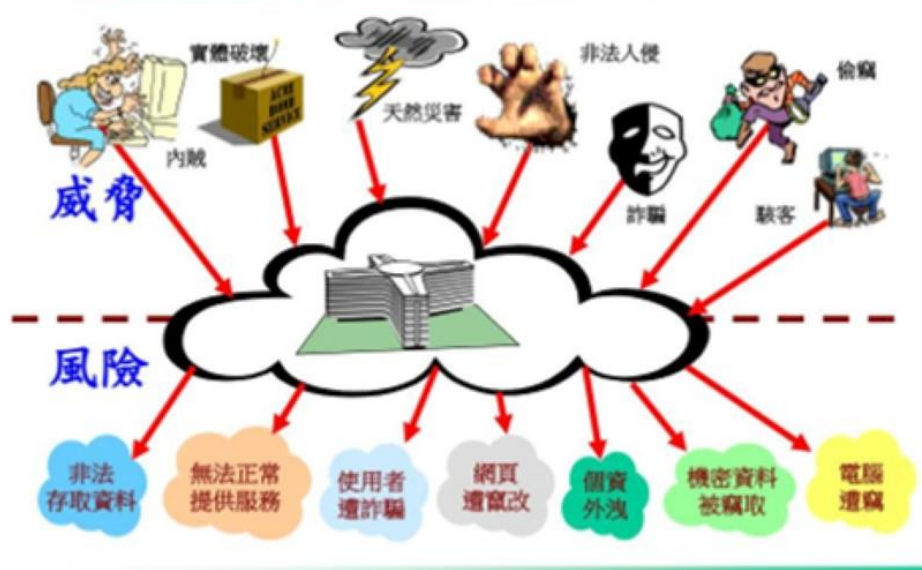 實體破壞
ACME
BOMB
SERVER
天然災害
非法入侵
偷竊
內賊
威脅
詐騙
駭客
風險
非法
存取資料
無法正常
提供服務
使用者
遭詐騙
網頁
遭竄改
個資
外洩
機密資料
被竊取
電腦
遭竊